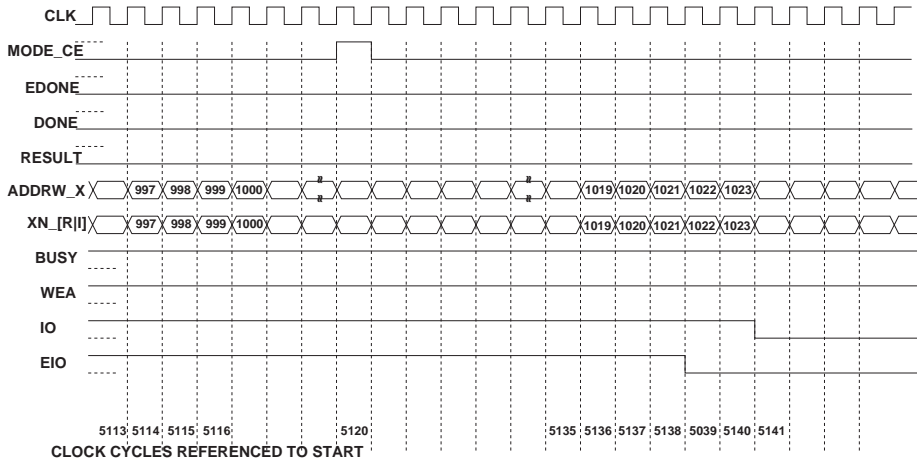 CLK
MODE_CE
EDONE
DONE
RESULT
ADDRW_X 997 998 999 1000 1019 1020 1021 1022 1023
XN_[R|I] 997 998 999 1000 1019 1020 1021 1022 1023
BUSY
WEA
IO
EIO
5113 5114 5115 5116 5120 5135 5136 5137 5138 5039 5140 5141
CLOCK CYCLES REFERENCED TO START